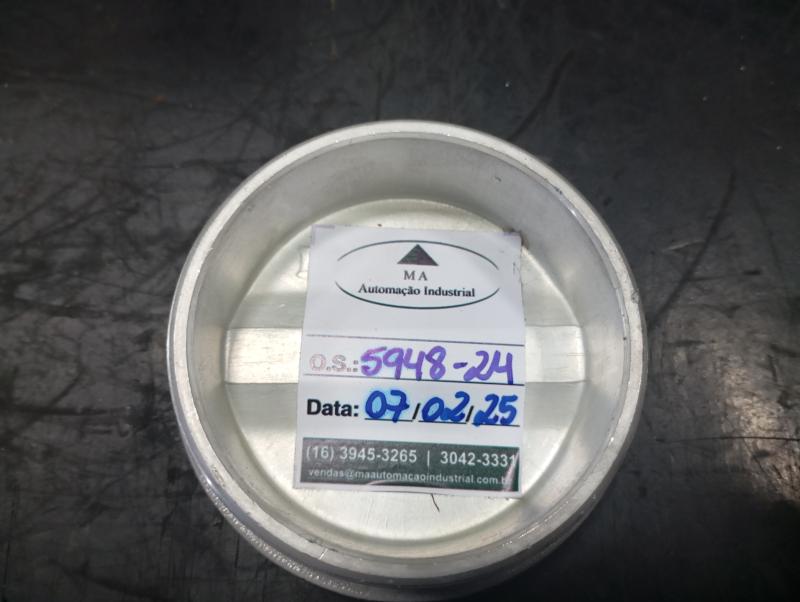 MA
Automação Industrial
O.S.: 5948-24
Data: 07/02/25
(16) 3945-3265 | 3042-3331
vendas@maautomacaoindustrial.com.br